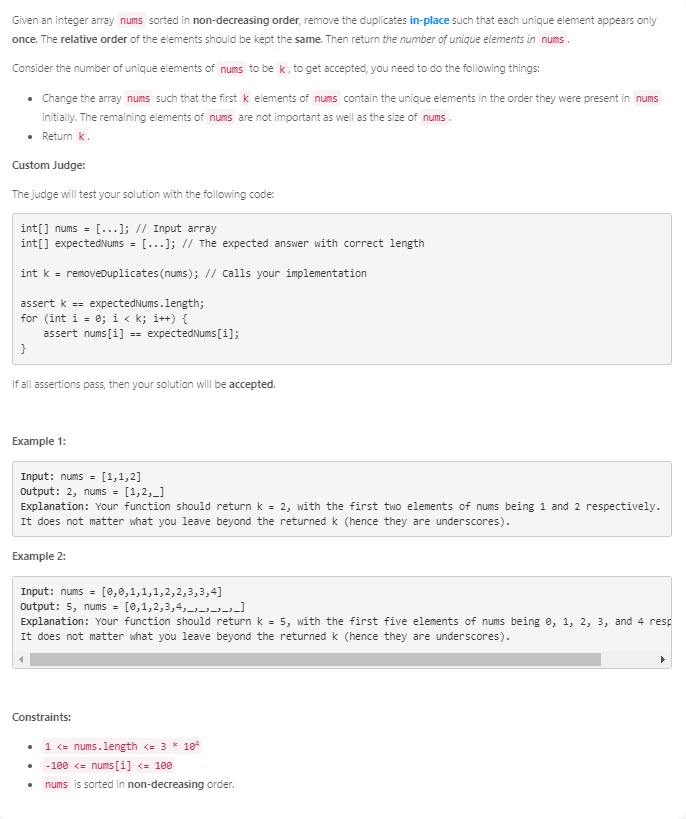 Given an integer array nums sorted in non-decreasing order, remove the duplicates in-place such that each unique element appears only
once. The relative order of the elements should be kept the same. Then return the number of unique elements in nums.
Consider the number of unique elements of nums to be k, to get accepted, you need to do the following things:
• Change the array nums such that the first k elements of nums contain the unique elements in the order they were present in nums
initially. The remaining elements of nums are not important as well as the size of nums.
• Return k.
Custom Judge:
The judge will test your solution with the following code:
int[] nums = [...]; // Input array
int[] expectedNums = [...]; // The expected answer with correct length
int k = removeDuplicates(nums); // Calls your implementation
assert k == expectedNums.length;
for (int i = 0; i < k; i++) {
    assert nums[i] == expectedNums[i];
}
If all assertions pass, then your solution will be accepted.
Example 1:
Input: nums = [1,1,2]
Output: 2, nums = [1,2,_]
Explanation: Your function should return k = 2, with the first two elements of nums being 1 and 2 respectively.
It does not matter what you leave beyond the returned k (hence they are underscores).
Example 2:
Input: nums = [0,0,1,1,1,2,2,3,3,4]
Output: 5, nums = [0,1,2,3,4,_,_,_,_,_]
Explanation: Your function should return k = 5, with the first five elements of nums being 0, 1, 2, 3, and 4 resp
It does not matter what you leave beyond the returned k (hence they are underscores).
Constraints:
• 1 <= nums.length <= 3 * 10⁴
• -100 <= nums[i] <= 100
• nums is sorted in non-decreasing order.